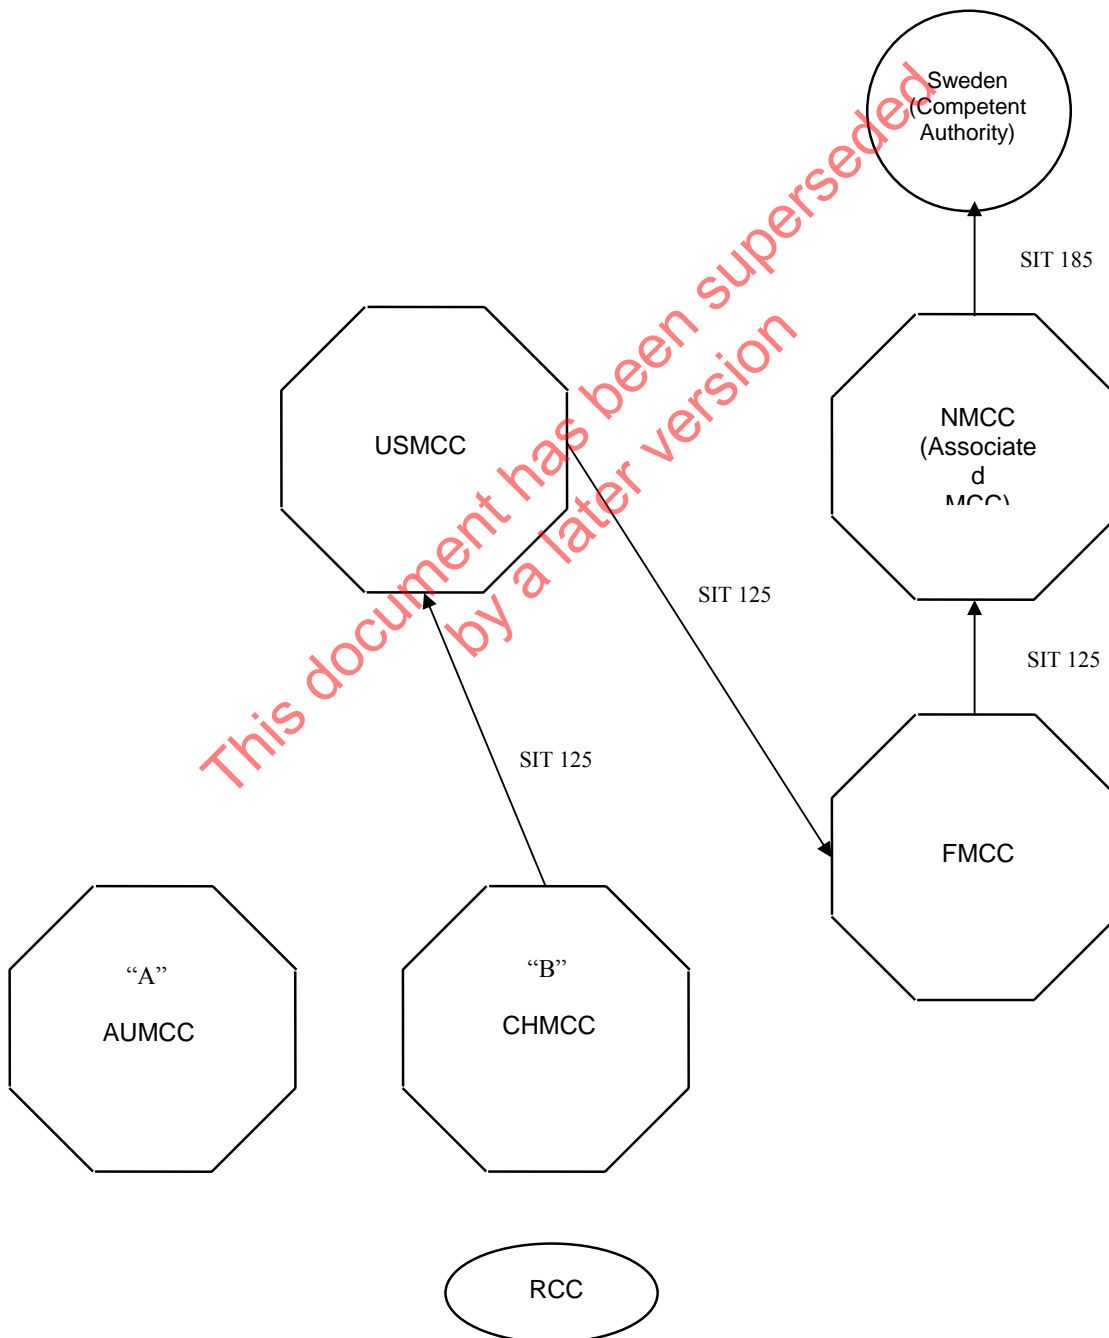 Sweden
(Competent
Authority)
SIT 185
USMCC
NMCC
(Associate
d
MCC)
SIT 125
SIT 125
SIT 125
FMCC
“A”
AUMCC
“B”
CHMCC
RCC
This document has been superseded
by a later version